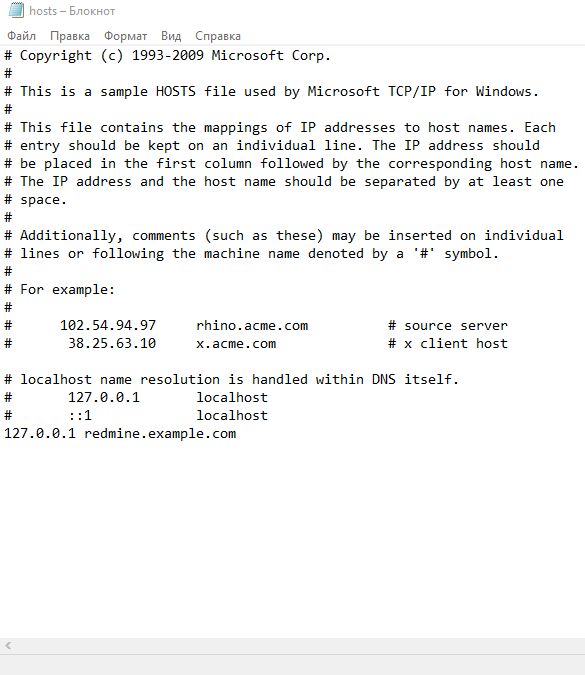 hosts – Блокнот
Файл Правка Формат Вид Справка
# Copyright (c) 1993-2009 Microsoft Corp.
#
# This is a sample HOSTS file used by Microsoft TCP/IP for Windows.
#
# This file contains the mappings of IP addresses to host names. Each
# entry should be kept on an individual line. The IP address should
# be placed in the first column followed by the corresponding host name.
# The IP address and the host name should be separated by at least one
# space.
#
# Additionally, comments (such as these) may be inserted on individual
# lines or following the machine name denoted by a '#' symbol.
#
# For example:
#
#      102.54.94.97     rhino.acme.com          # source server
#       38.25.63.10     x.acme.com              # x client host

# localhost name resolution is handled within DNS itself.
#       127.0.0.1       localhost
#       ::1             localhost
127.0.0.1 redmine.example.com